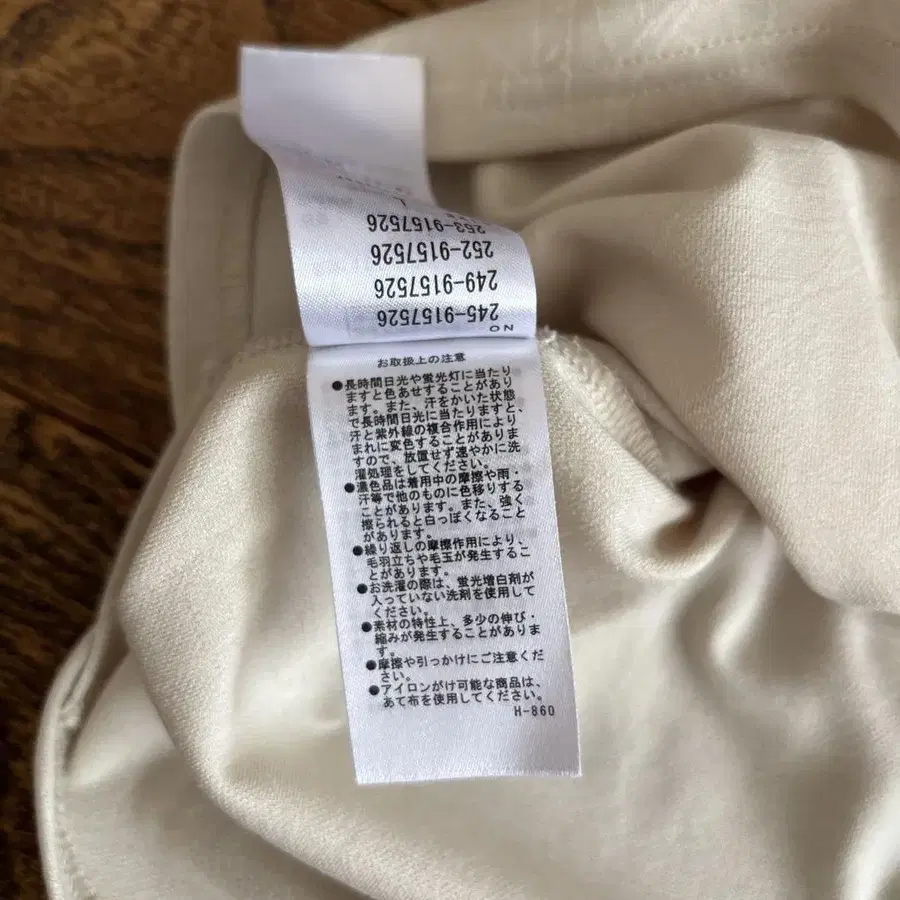 L
253-9157526
252-9157526
249-9157526
245-9157526
NO
お取扱上の注意
●長時間日光や蛍光灯に当たり
ますと色あせすることがあり
ます。また、汗をかいた状態
で長時間日光に当たりますと、
汗と紫外線の複合作用により
まれに変色することがありま
すので、放置せず速やかに洗
濯処理をしてください。
●濃色品は着用中の摩擦や雨・
汗等で他のものに色移りする
ことがあります。また、強く
擦られると白っぽくなること
があります。
●繰り返しの摩擦作用により、
毛羽立ちや毛玉が発生するこ
とがあります。
●お洗濯の際は、蛍光増白剤が
入っていない洗剤を使用して
ください。
●素材の特性上、多少の伸び・
縮みが発生することがありま
す。
●摩擦や引っかけにご注意くだ
さい。
●アイロンがけ可能な商品は、
あて布を使用してください。
H-860